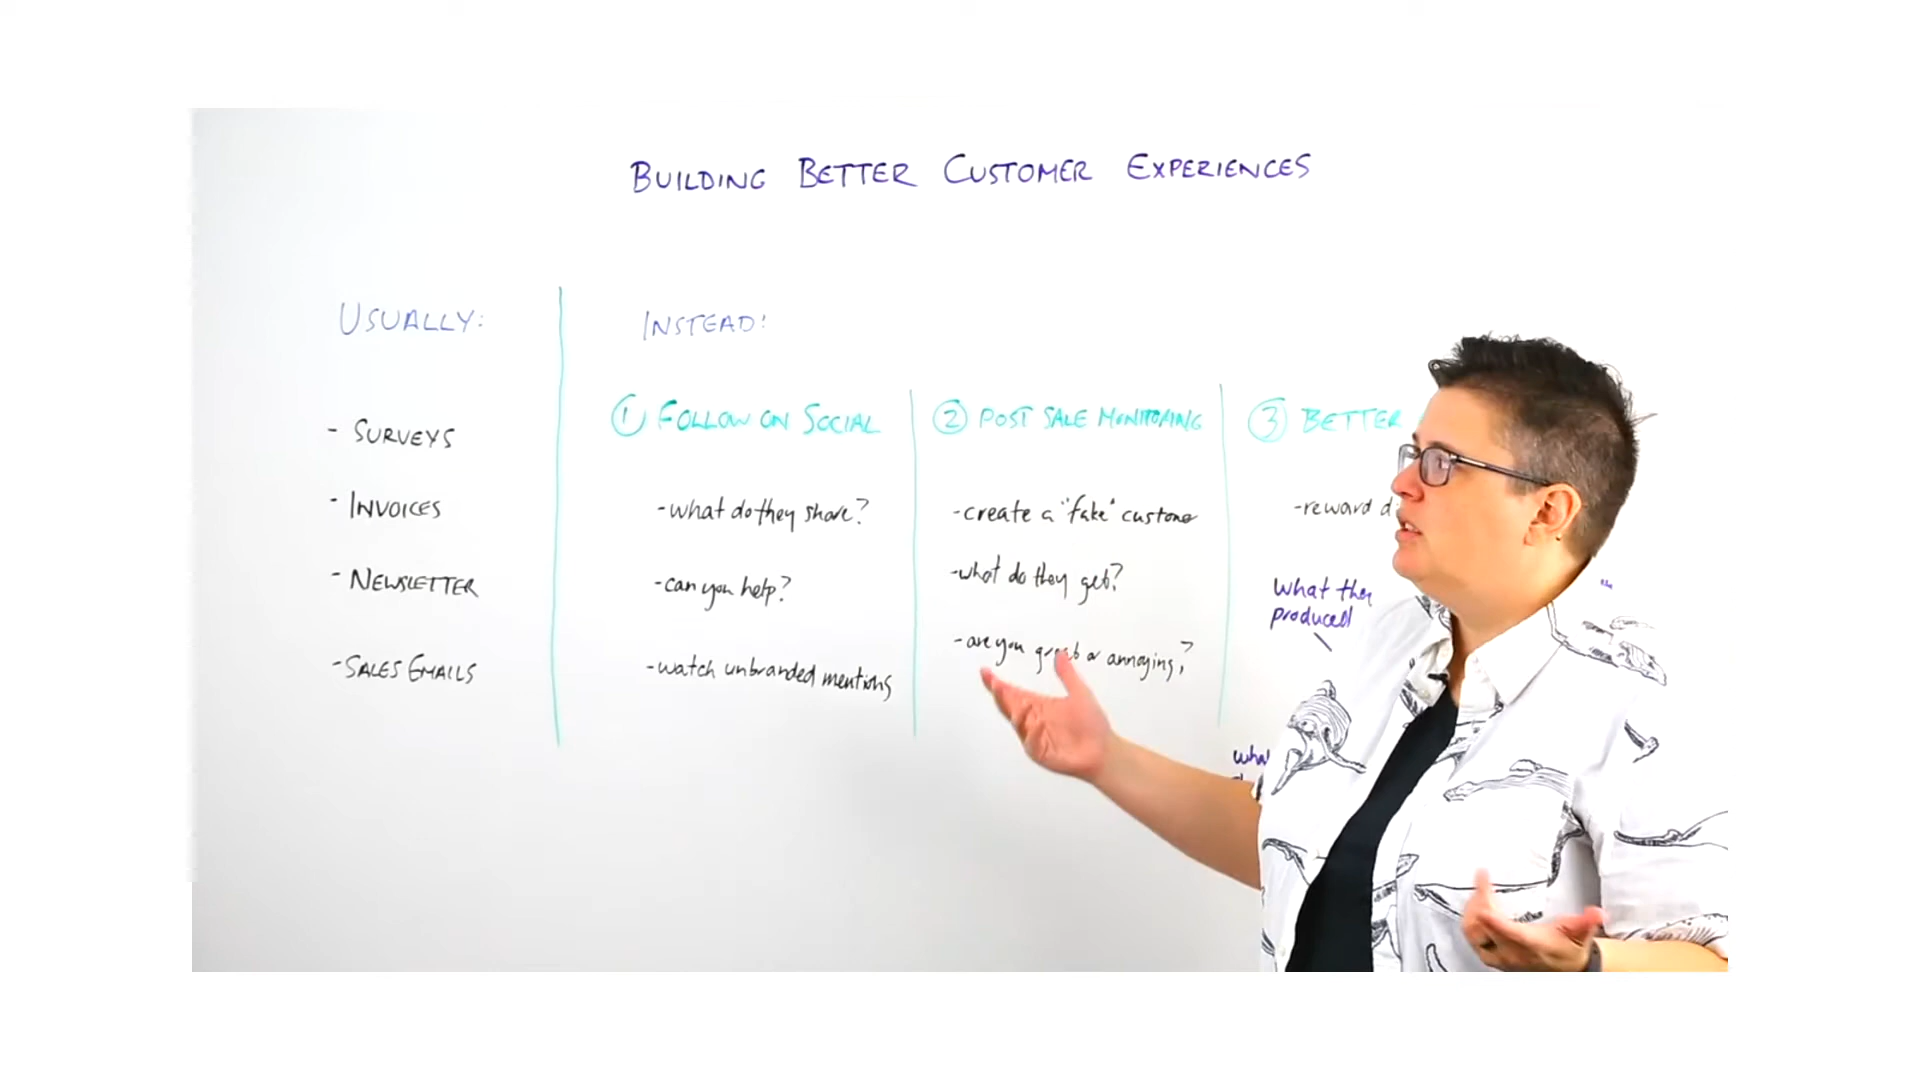 BUILDING BETTER CUSTOMER EXPERIENCES
USUALLY:
- SURVEYS
- INVOICES
- NEWSLETTER
- SALES EMAILS
INSTEAD:
① FOLLOW ON SOCIAL
- what do they share?
- can you help?
- watch unbranded mentions
② POST SALE MONITORING
- create a "fake" customer
- what do they get?
- are you great or annoying?
③ BETTER
- reward
what they
produced